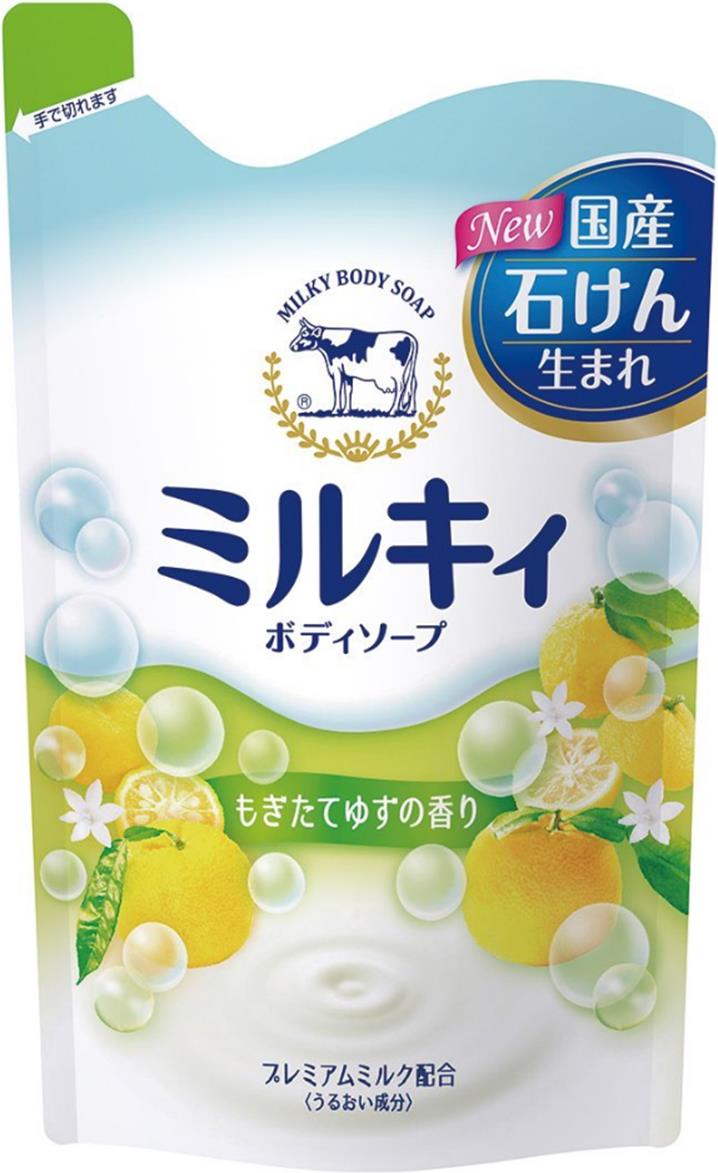 手で切れます
New 国産
石けん
生まれ
MILKY BODY SOAP
®
ミルキィ
ボディソープ
もぎたてゆずの香り
プレミアムミルク配合
〈うるおい成分〉